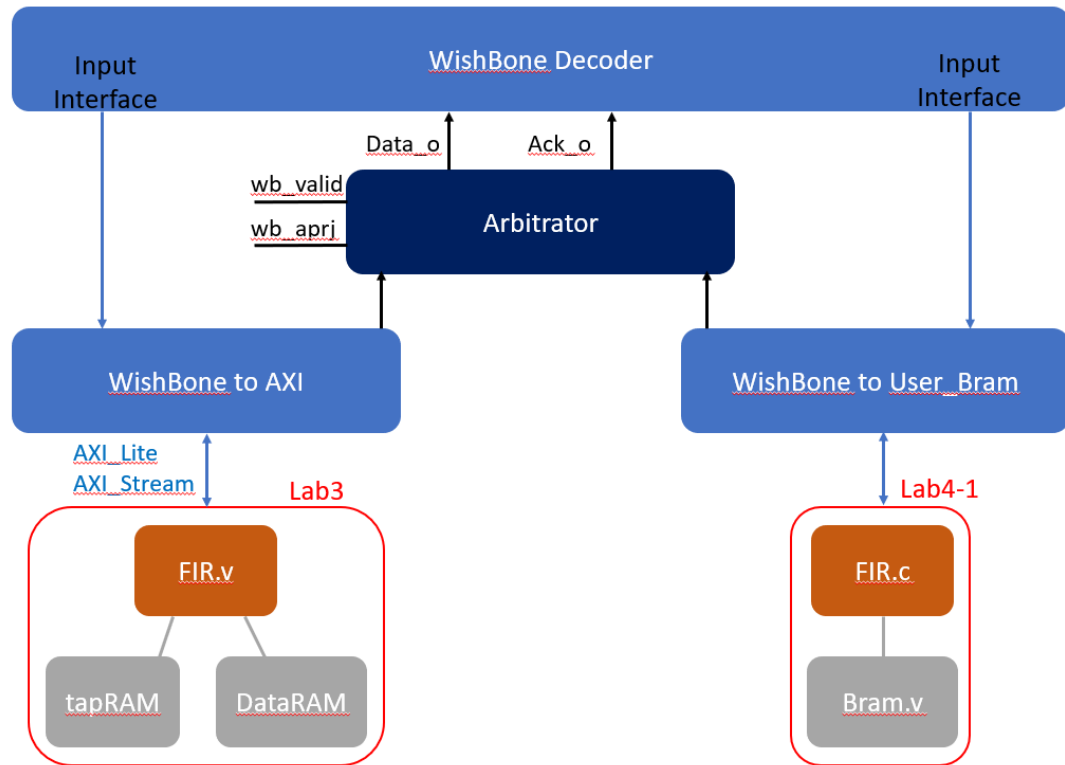 Input
Interface
WishBone Decoder
Input
Interface
Data_o
Ack_o
wb_valid
wb_aprj
Arbitrator
WishBone to AXI
WishBone to User_Bram
AXI_Lite
AXI_Stream
Lab3
Lab4-1
FIR.v
FIR.c
tapRAM
DataRAM
Bram.v